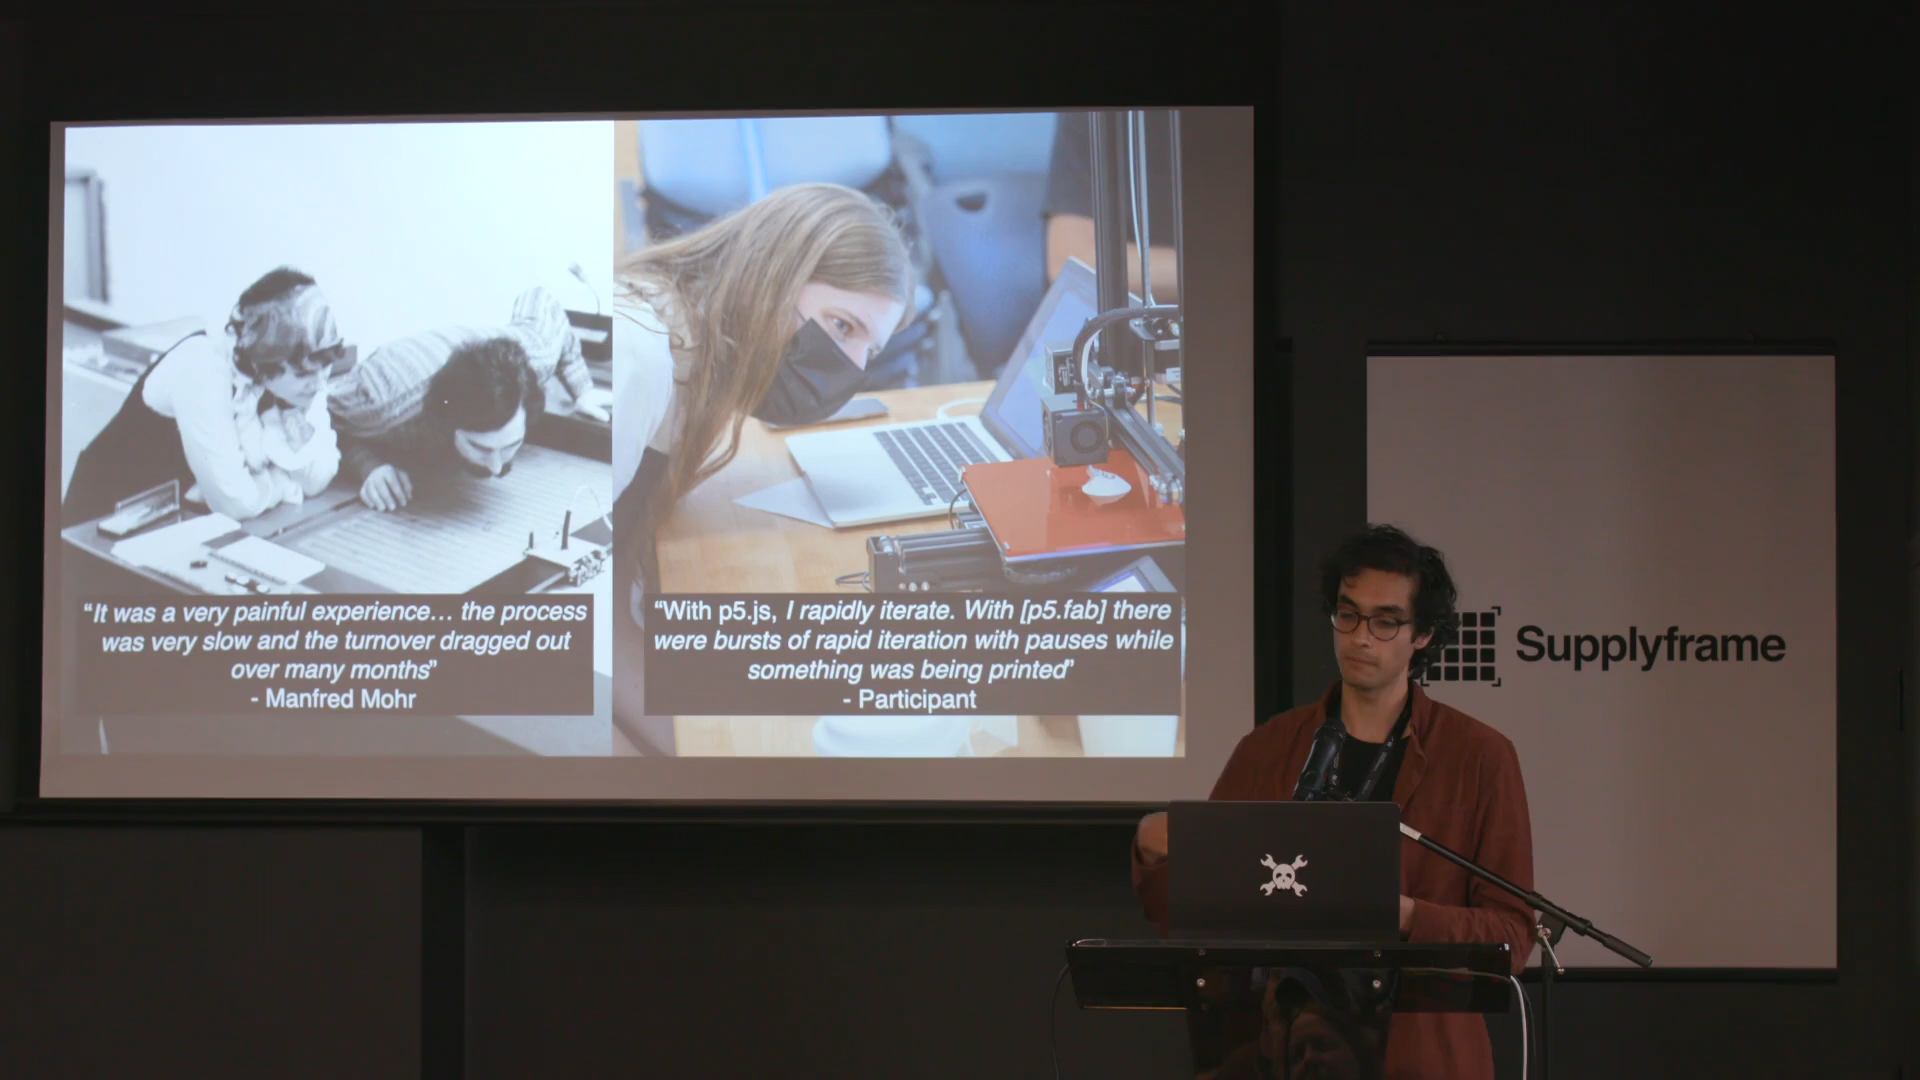 “It was a very painful experience... the process
was very slow and the turnover dragged out
over many months”
- Manfred Mohr
“With p5.js, I rapidly iterate. With [p5.fab] there
were bursts of rapid iteration with pauses while
something was being printed”
- Participant
Supplyframe